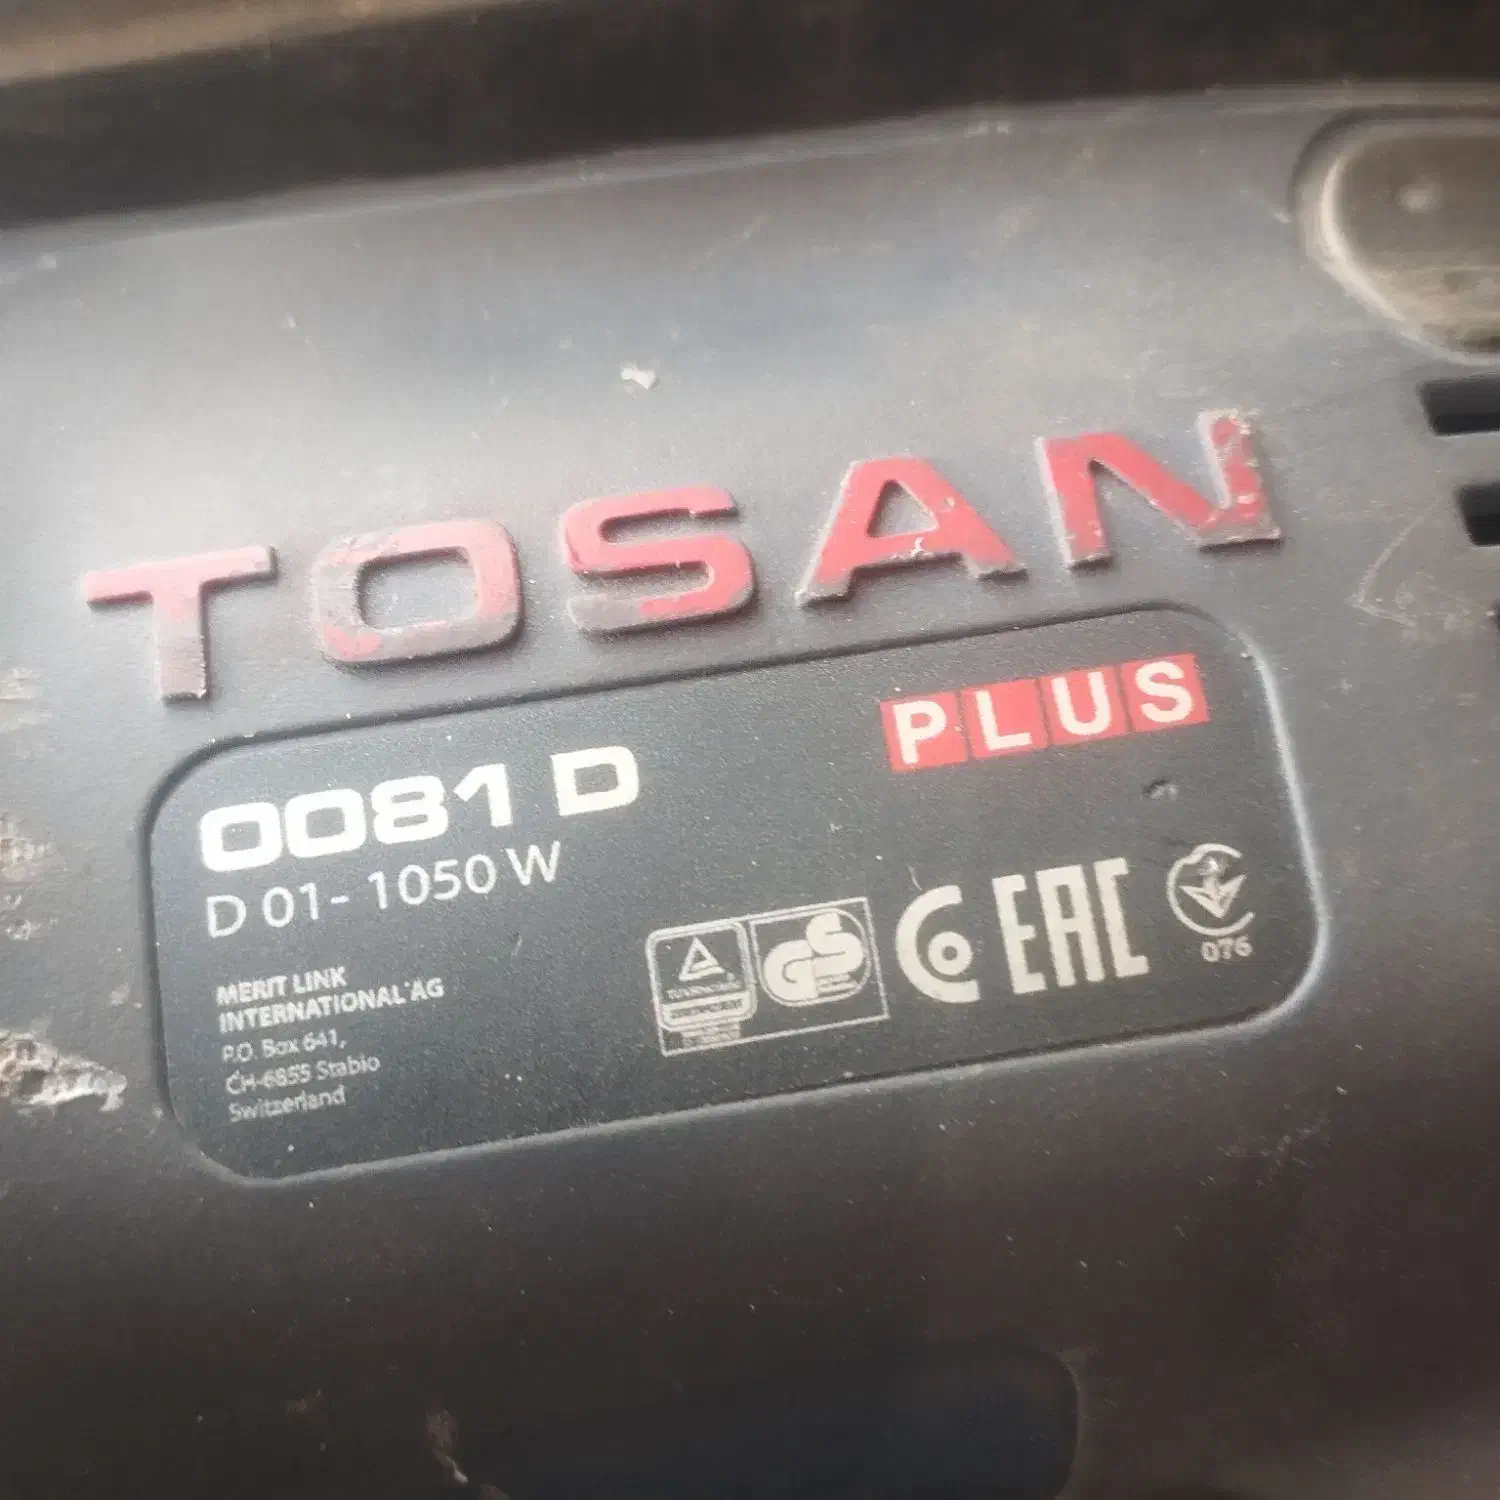 TOSAN
PLUS
0081 D
D 01- 1050 W
MERIT LINK
INTERNATIONAL AG
P.O. Box 641,
CH-6855 Stabio
Switzerland
GS
EAC
076